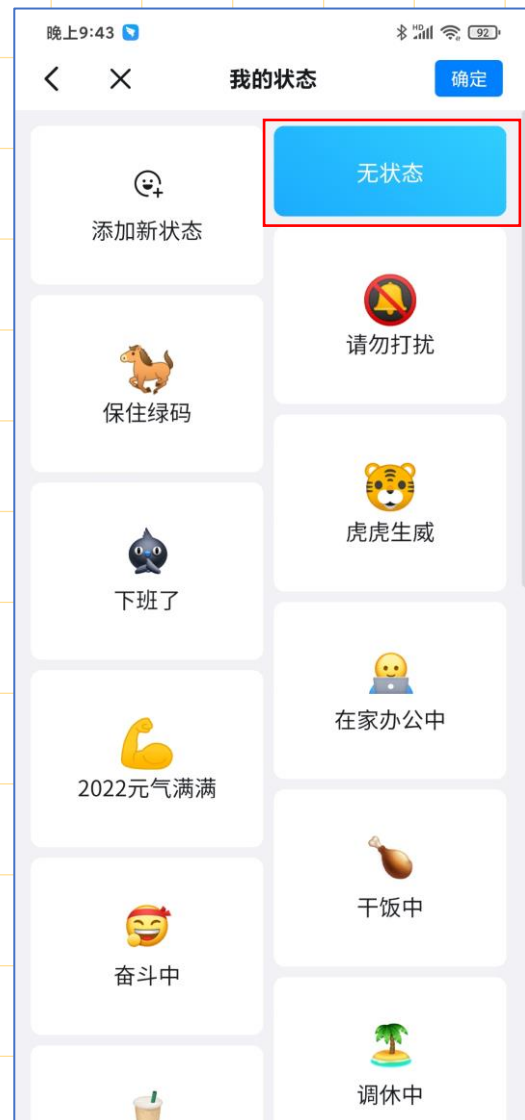 晚上9:43
HD
92
我的状态
确定
添加新状态
无状态
请勿打扰
保住绿码
虎虎生威
下班了
在家办公中
2022元气满满
干饭中
奋斗中
调休中